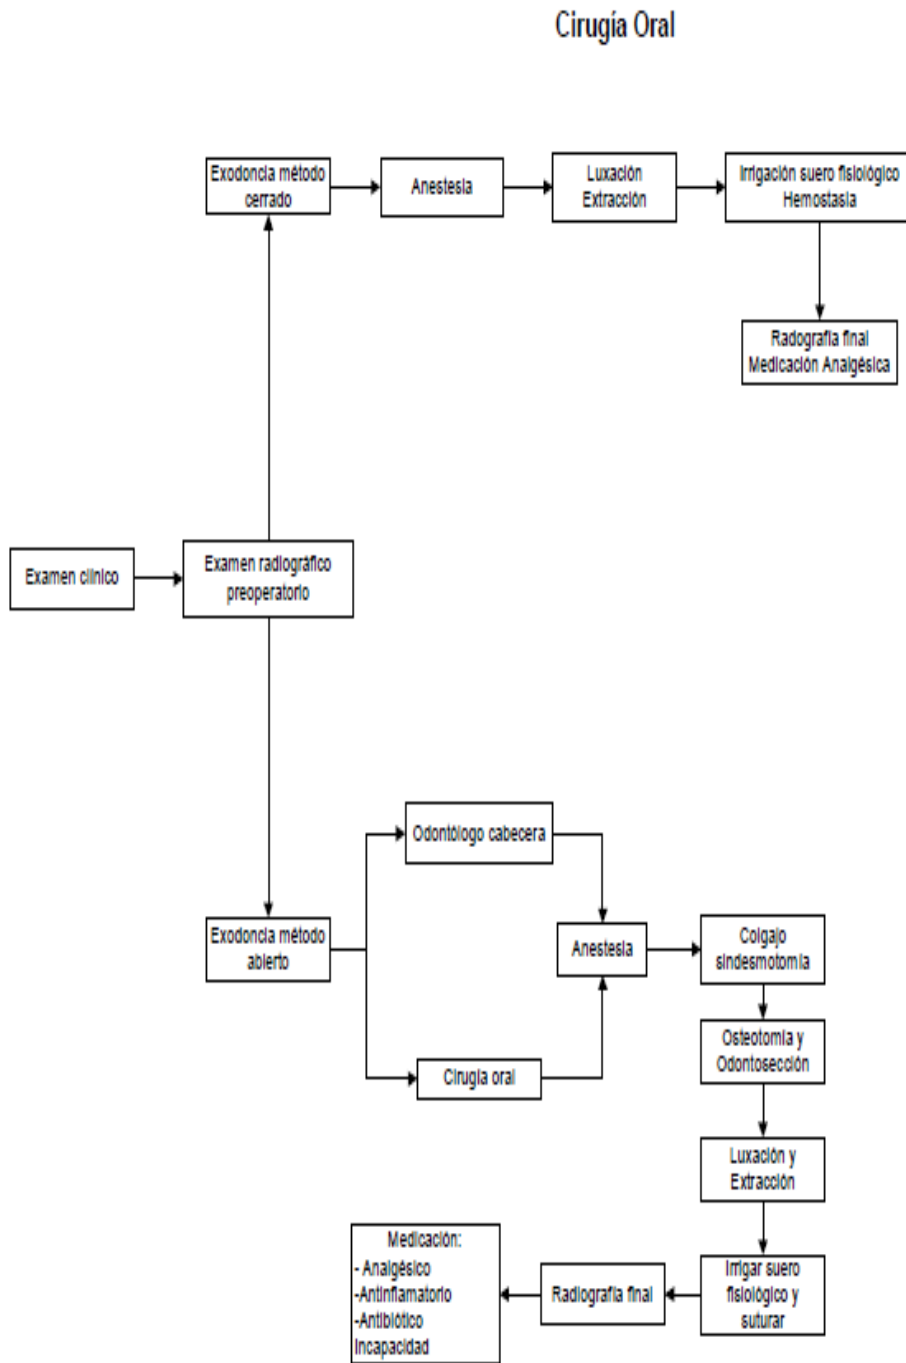 Cirugía Oral
Exodoncia método
cerrado
Anestesia
Luxación
Extracción
Irrigación suero fisiológico
Hemostasia
Radografía final
Medicación Analgésica
Examen clínico
Examen radiográfico
preoperatorio
Odontólogo cabecera
Exodoncia método
abierto
Anestesia
Colgajo
sindesmotomía
Osteotomía y
Odontosección
Cirugía oral
Luxación y
Extracción
Medicación:
- Analgésico
-Antinflamatorio
-Antibiótico
Incapacidad
Radiografía final
Irrigar suero
fisiológico y
suturar